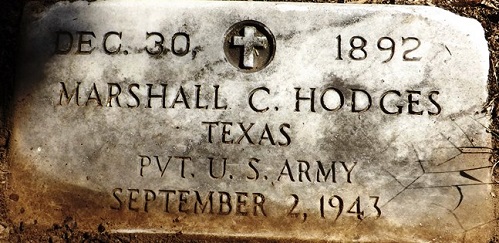 DEC. 30, 1892
MARSHALL C. HODGES
TEXAS
PVT. U. S. ARMY
SEPTEMBER 2, 1943